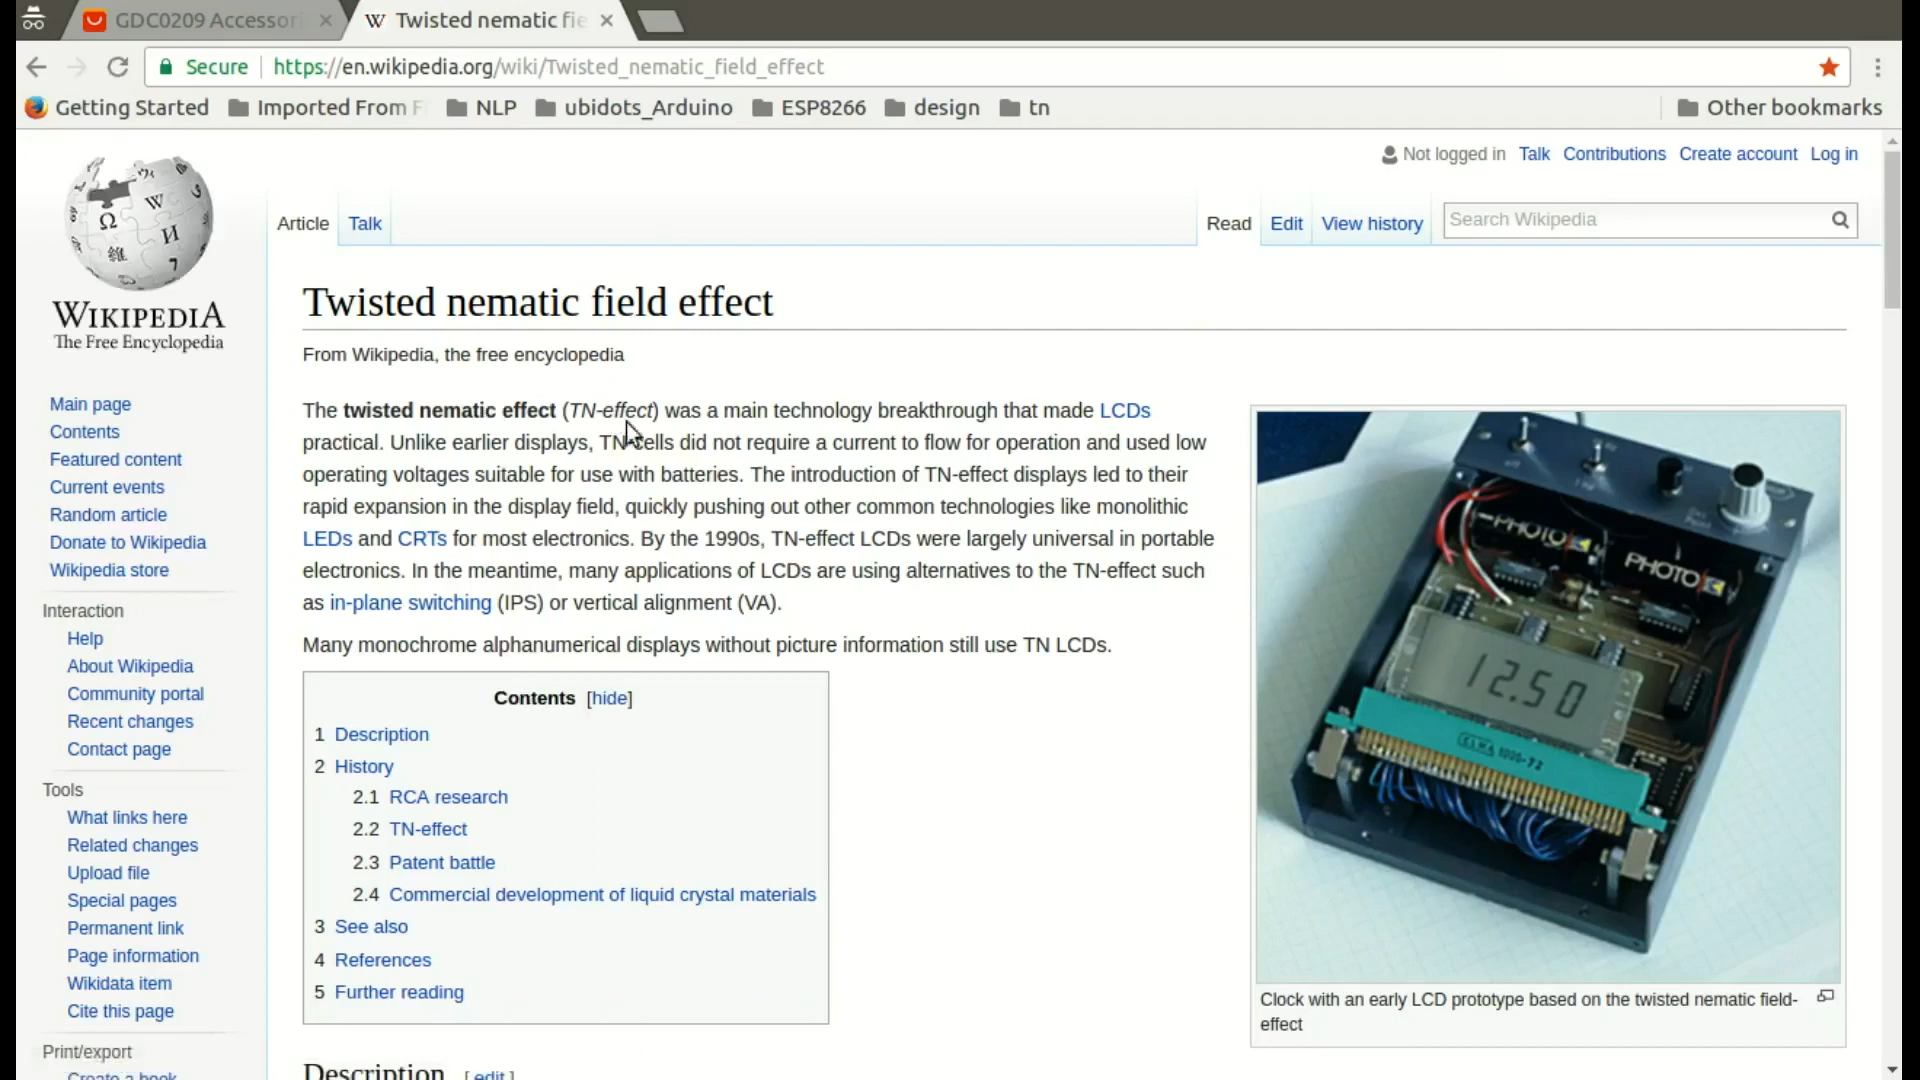 GDC0209 Accessori
Twisted nematic fie
Secure
https://en.wikipedia.org/wiki/Twisted_nematic_field_effect
Getting Started
Imported From F
NLP
ubidots_Arduino
ESP8266
design
tn
Other bookmarks
Not logged in Talk Contributions Create account Log in
Article Talk
Read Edit View history
Search Wikipedia
WIKIPEDIA
The Free Encyclopedia
Main page
Contents
Featured content
Current events
Random article
Donate to Wikipedia
Wikipedia store
Interaction
Help
About Wikipedia
Community portal
Recent changes
Contact page
Tools
What links here
Related changes
Upload file
Special pages
Permanent link
Page information
Wikidata item
Cite this page
Print/export
Create a book
Twisted nematic field effect
From Wikipedia, the free encyclopedia
The twisted nematic effect (TN-effect) was a main technology breakthrough that made LCDs
practical. Unlike earlier displays, TN-cells did not require a current to flow for operation and used low
operating voltages suitable for use with batteries. The introduction of TN-effect displays led to their
rapid expansion in the display field, quickly pushing out other common technologies like monolithic
LEDs and CRTs for most electronics. By the 1990s, TN-effect LCDs were largely universal in portable
electronics. In the meantime, many applications of LCDs are using alternatives to the TN-effect such
as in-plane switching (IPS) or vertical alignment (VA).
Many monochrome alphanumerical displays without picture information still use TN LCDs.
Contents [hide]
1 Description
2 History
2.1 RCA research
2.2 TN-effect
2.3 Patent battle
2.4 Commercial development of liquid crystal materials
3 See also
4 References
5 Further reading
Description [ edit ]
PHOTO
PHOTO
12.50
Clock with an early LCD prototype based on the twisted nematic field-
effect